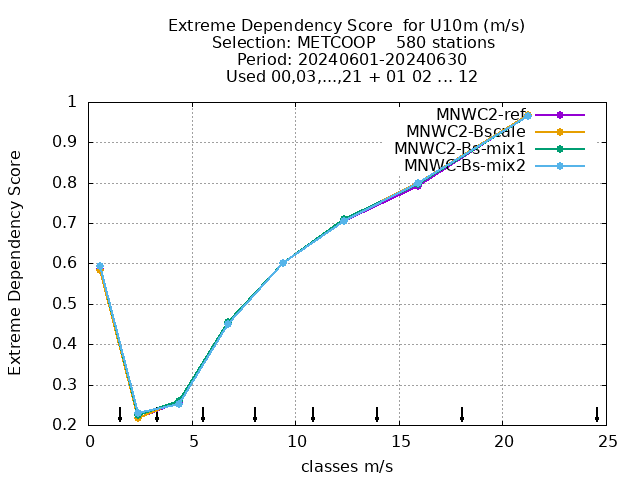 Extreme Dependency Score  for U10m (m/s)
Selection: METCOOP    580 stations
Period: 20240601-20240630
Used 00,03,...,21 + 01 02 ... 12
MNWC2-ref
MNWC2-Bscale
MNWC2-Bs-mix1
MNWC-Bs-mix2
Extreme Dependency Score
1
0.9
0.8
0.7
0.6
0.5
0.4
0.3
0.2
0 5 10 15 20 25
classes m/s